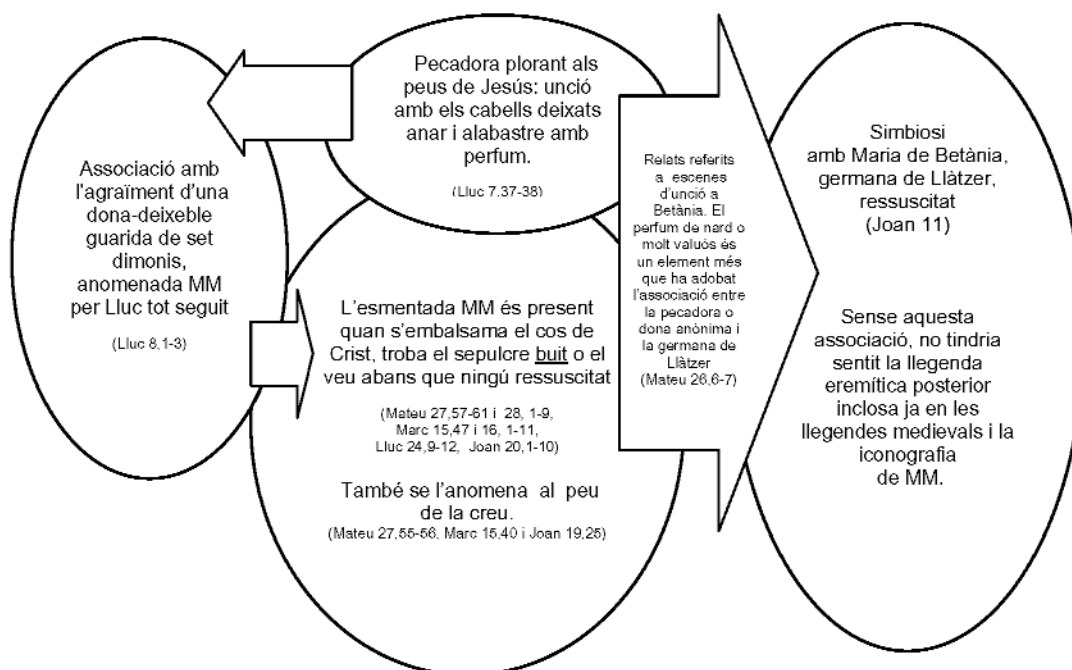 Pecadora plorant als
peus de Jesús: unció
amb els cabells deixats
anar i alabastre amb
perfum.
(Lluc 7.37-38)
Associació amb
l'agraïment d'una
dona-deixeble
guarida de set
dimonis,
anomenada MM
per Lluc tot seguit
(Lluc 8,1-3)
L'esmentada MM és present
quan s'embalsama el cos de
Crist, troba el sepulcre buit o el
veu abans que ningú ressuscitat
(Mateu 27,57-61 i 28, 1-9,
Marc 15,47 i 16, 1-11,
Lluc 24,9-12, Joan 20,1-10)
També se l'anomena al peu
de la creu.
(Mateu 27,55-56, Marc 15,40 i Joan 19,25)
Relats referits
a escenes
d'unció a
Betània. El
perfum de nard o
molt valuós és
un element més
que ha adobat
l'associació entre
la pecadora o
dona anònima i
la germana de
Llàtzer
(Mateu 26,6-7)
Simbiosi
amb Maria de Betània,
germana de Llàtzer,
ressuscitat
(Joan 11)
Sense aquesta
associació, no tindria
sentit la llegenda
eremítica posterior
inclosa ja en les
llegendes medievals i la
iconografia
de MM.